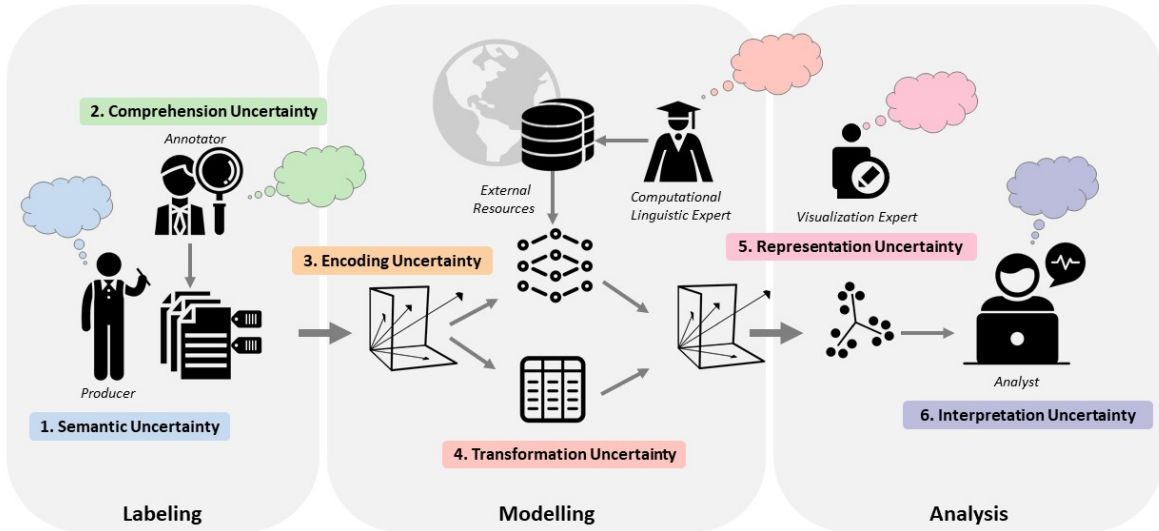 2. Comprehension Uncertainty
Annotator
Producer
1. Semantic Uncertainty
Labeling
External
Resources
Computational
Linguistic Expert
3. Encoding Uncertainty
4. Transformation Uncertainty
Modelling
Visualization Expert
5. Representation Uncertainty
Analyst
6. Interpretation Uncertainty
Analysis